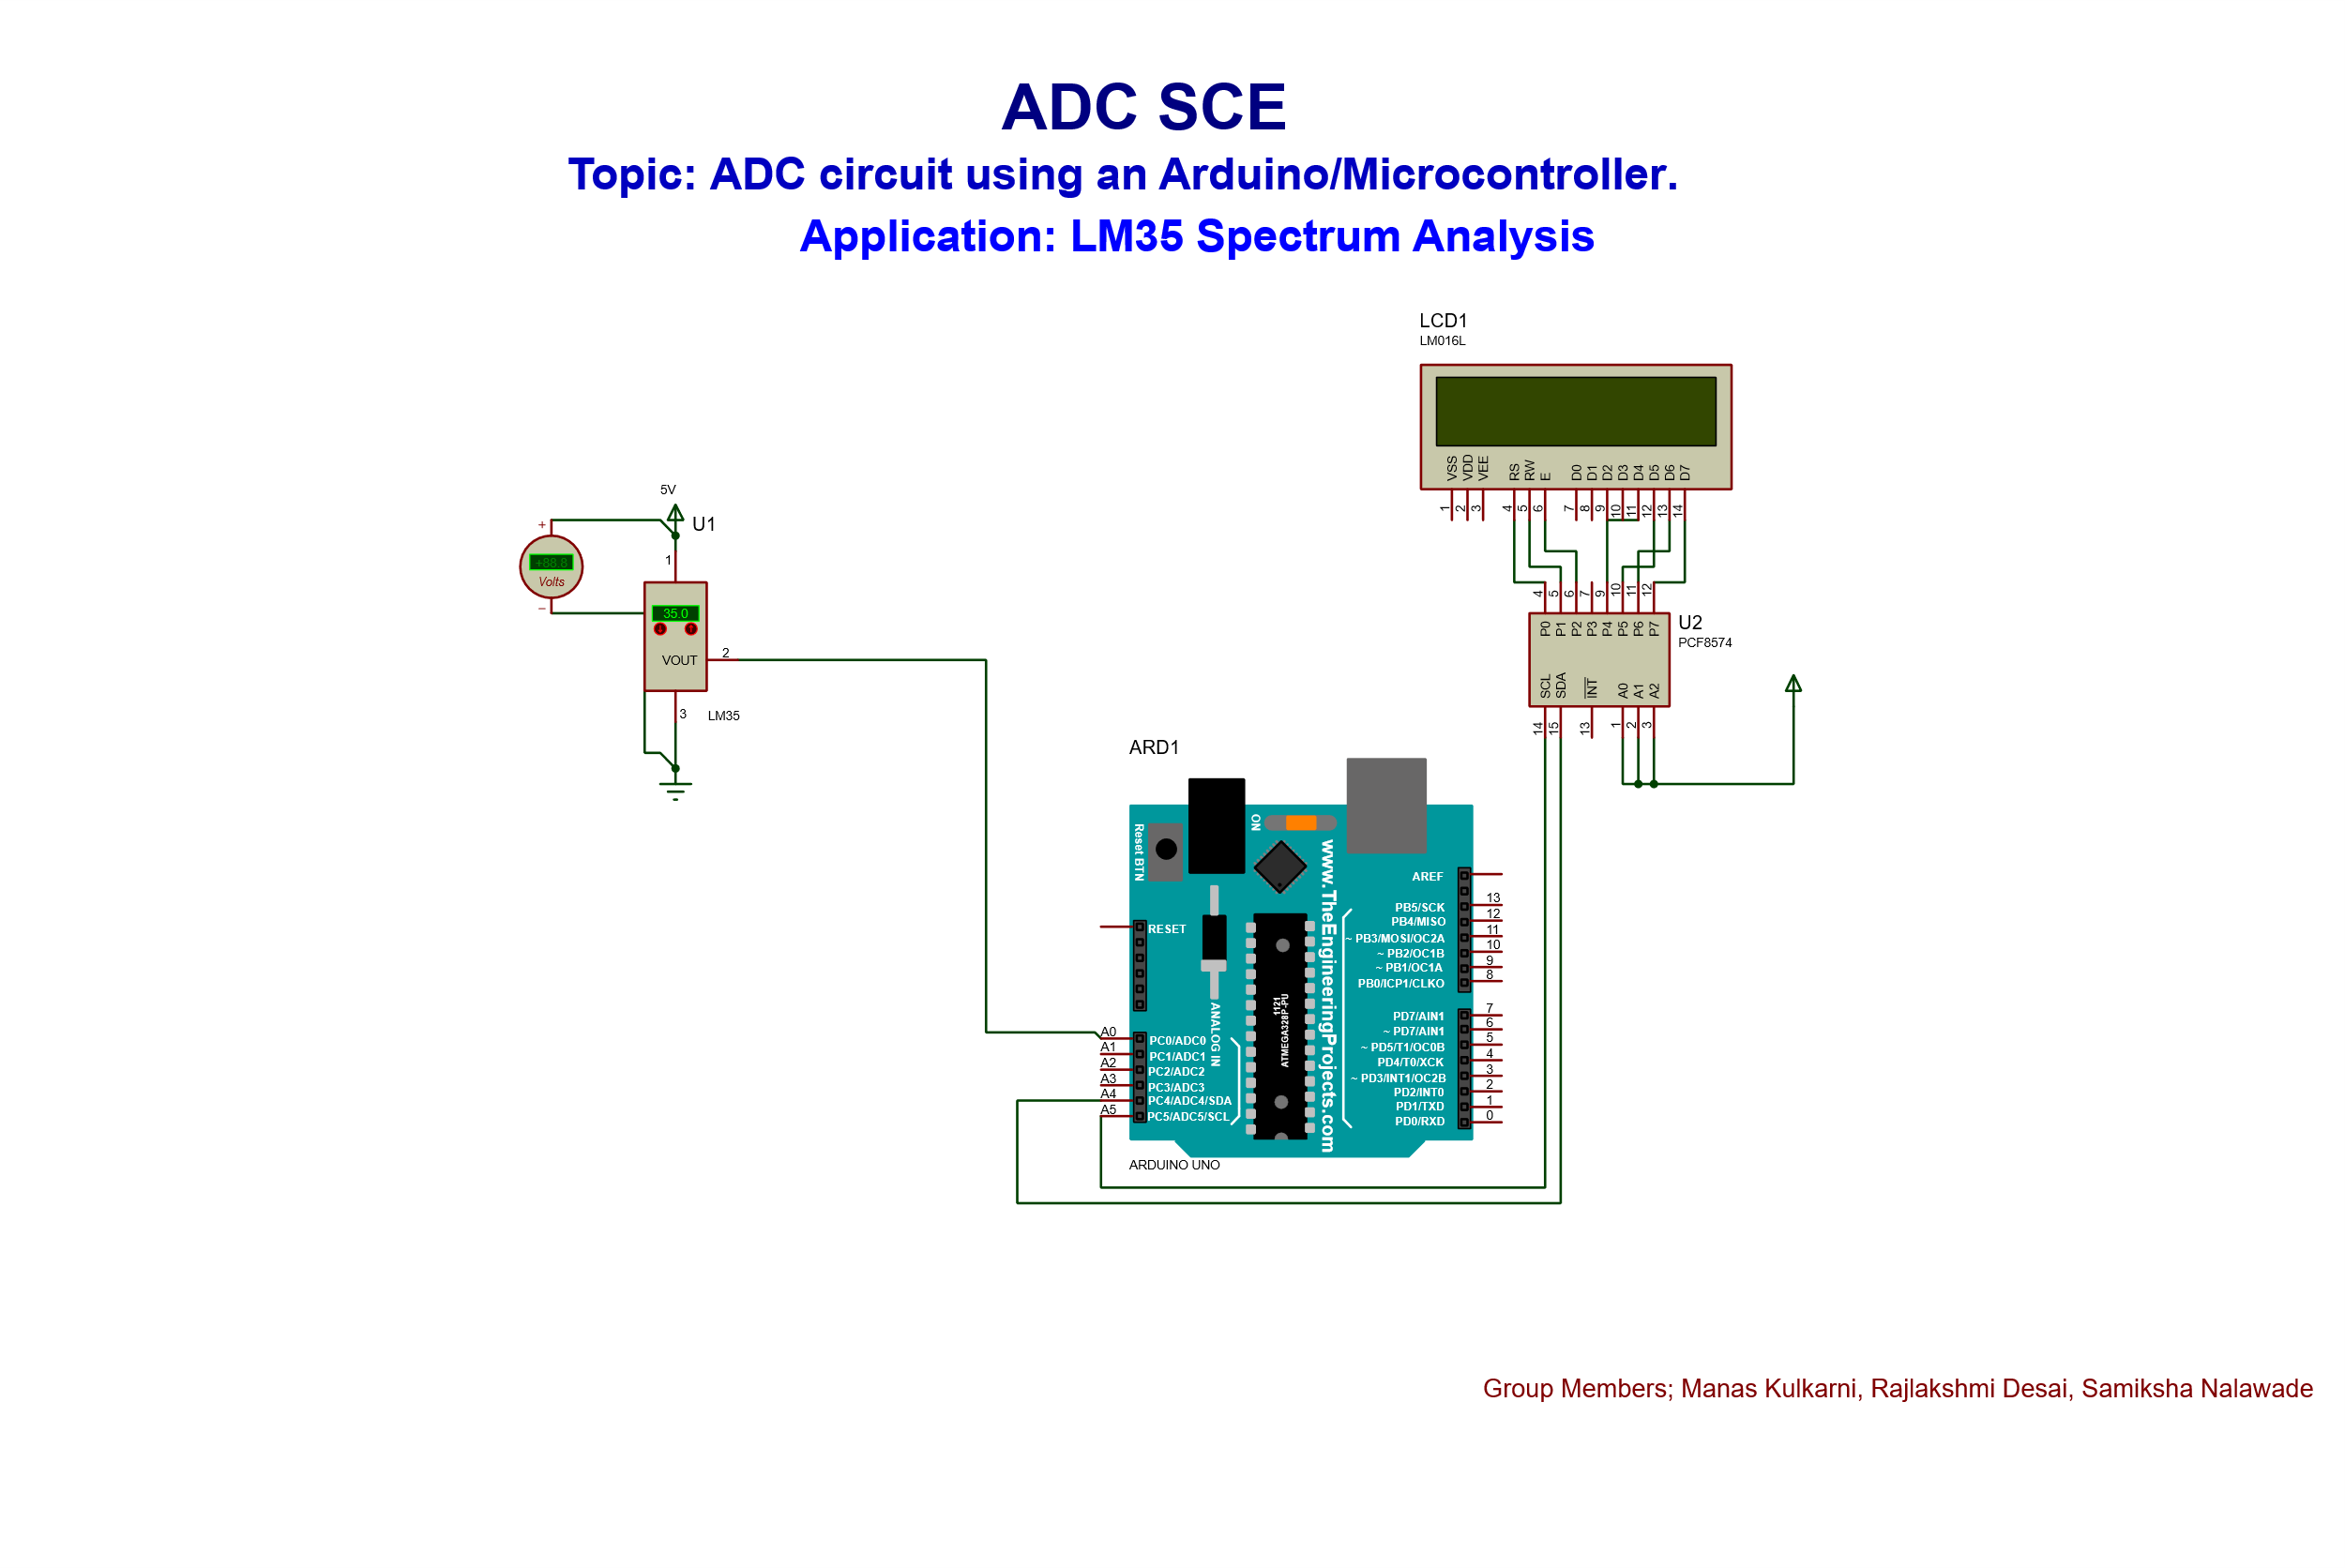 ADC SCE
Topic: ADC circuit using an Arduino/Microcontroller.
Application: LM35 Spectrum Analysis
LCD1
LM016L
VSS VDD VEE RS RW E D0 D1 D2 D3 D4 D5 D6 D7
1 2 3 4 5 6 7 8 9 10 11 12 13 14
5V
U1
+
+88.8
Volts
−
1
35.0
VOUT
2
3
LM35
4 5 6 7 9 10 11 12
P0 P1 P2 P3 P4 P5 P6 P7
U2
PCF8574
SCL SDA INT A0 A1 A2
14 15 13 1 2 3
ARD1
Reset BTN
ON
www.TheEngineeringProjects.com
RESET
ANALOG IN
1121
ATMEGA328P-PU
A0 PC0/ADC0
A1 PC1/ADC1
A2 PC2/ADC2
A3 PC3/ADC3
A4 PC4/ADC4/SDA
A5 PC5/ADC5/SCL
AREF
PB5/SCK 13
PB4/MISO 12
~ PB3/MOSI/OC2A 11
~ PB2/OC1B 10
~ PB1/OC1A 9
PB0/ICP1/CLKO 8
PD7/AIN1 7
~ PD7/AIN1 6
~ PD5/T1/OC0B 5
PD4/T0/XCK 4
~ PD3/INT1/OC2B 3
PD2/INT0 2
PD1/TXD 1
PD0/RXD 0
ARDUINO UNO
Group Members; Manas Kulkarni, Rajlakshmi Desai, Samiksha Nalawade